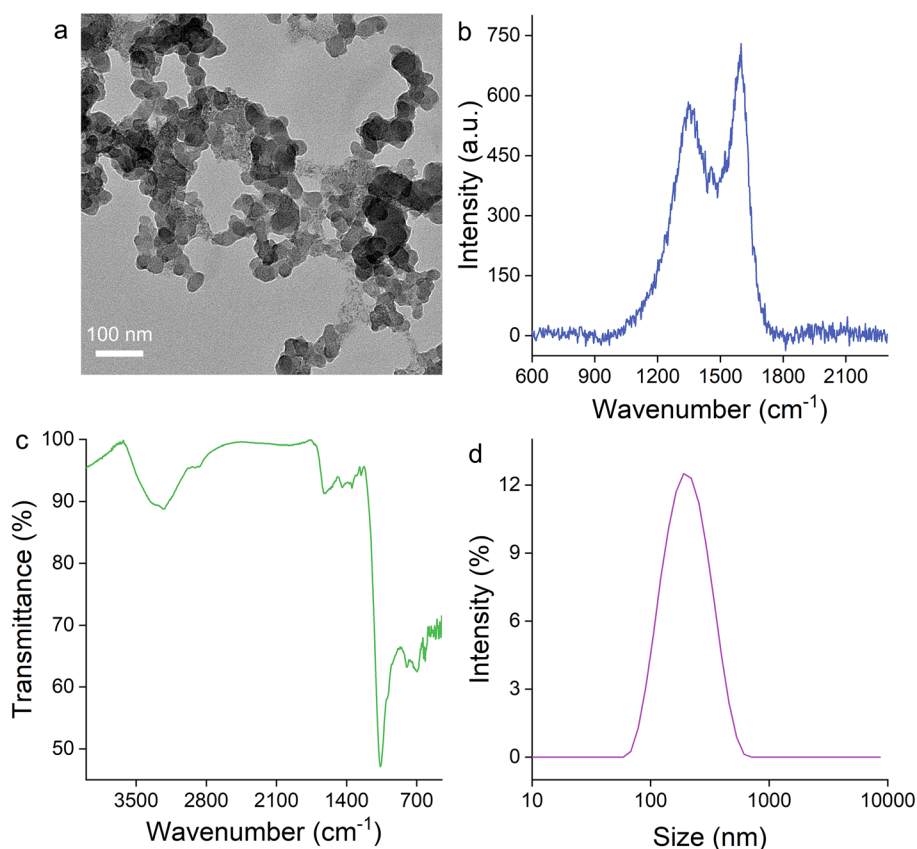 a
100 nm
b
750
600
450
300
150
0
Intensity (a.u.)
600 900 1200 1500 1800 2100
Wavenumber (cm⁻¹)
c
100
90
80
70
60
50
Transmittance (%)
3500 2800 2100 1400 700
Wavenumber (cm⁻¹)
d
12
9
6
3
0
Intensity (%)
10 100 1000 10000
Size (nm)